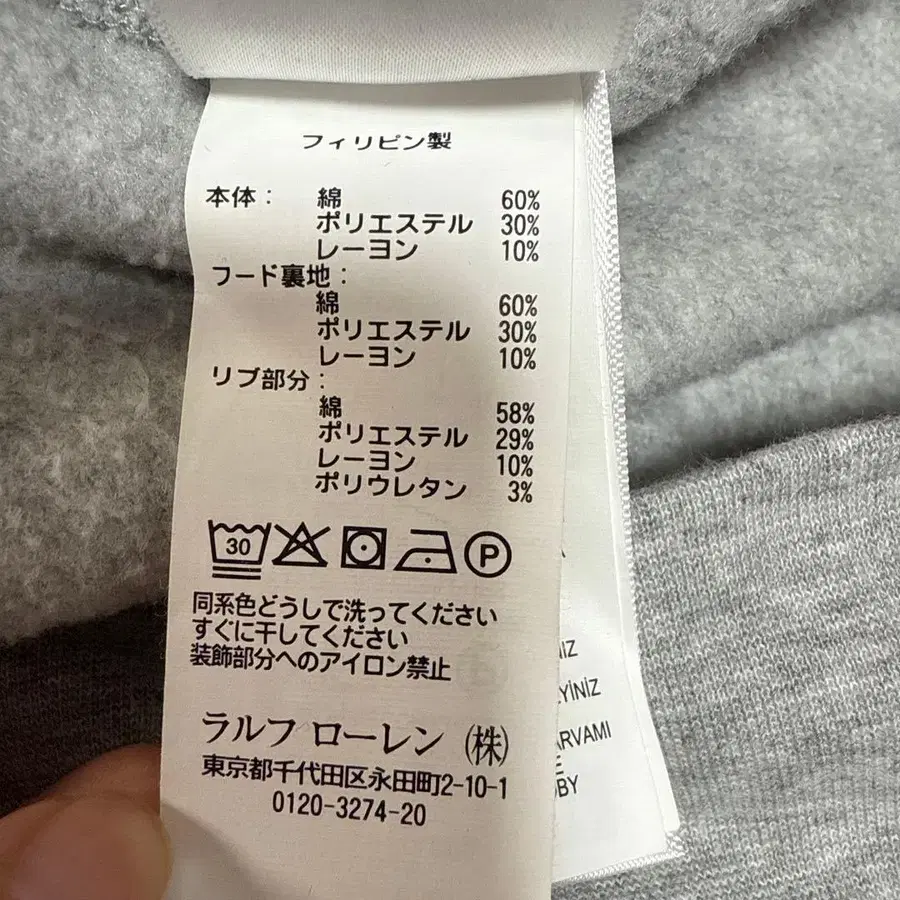 フィリピン製
本体： 綿 60%
ポリエステル 30%
レーヨン 10%
フード裏地：
綿 60%
ポリエステル 30%
レーヨン 10%
リブ部分：
綿 58%
ポリエステル 29%
レーヨン 10%
ポリウレタン 3%
30 P
同系色どうしで洗ってください
すぐに干してください
装飾部分へのアイロン禁止
ラルフ ローレン (株)
東京都千代田区永田町2-10-1
0120-3274-20